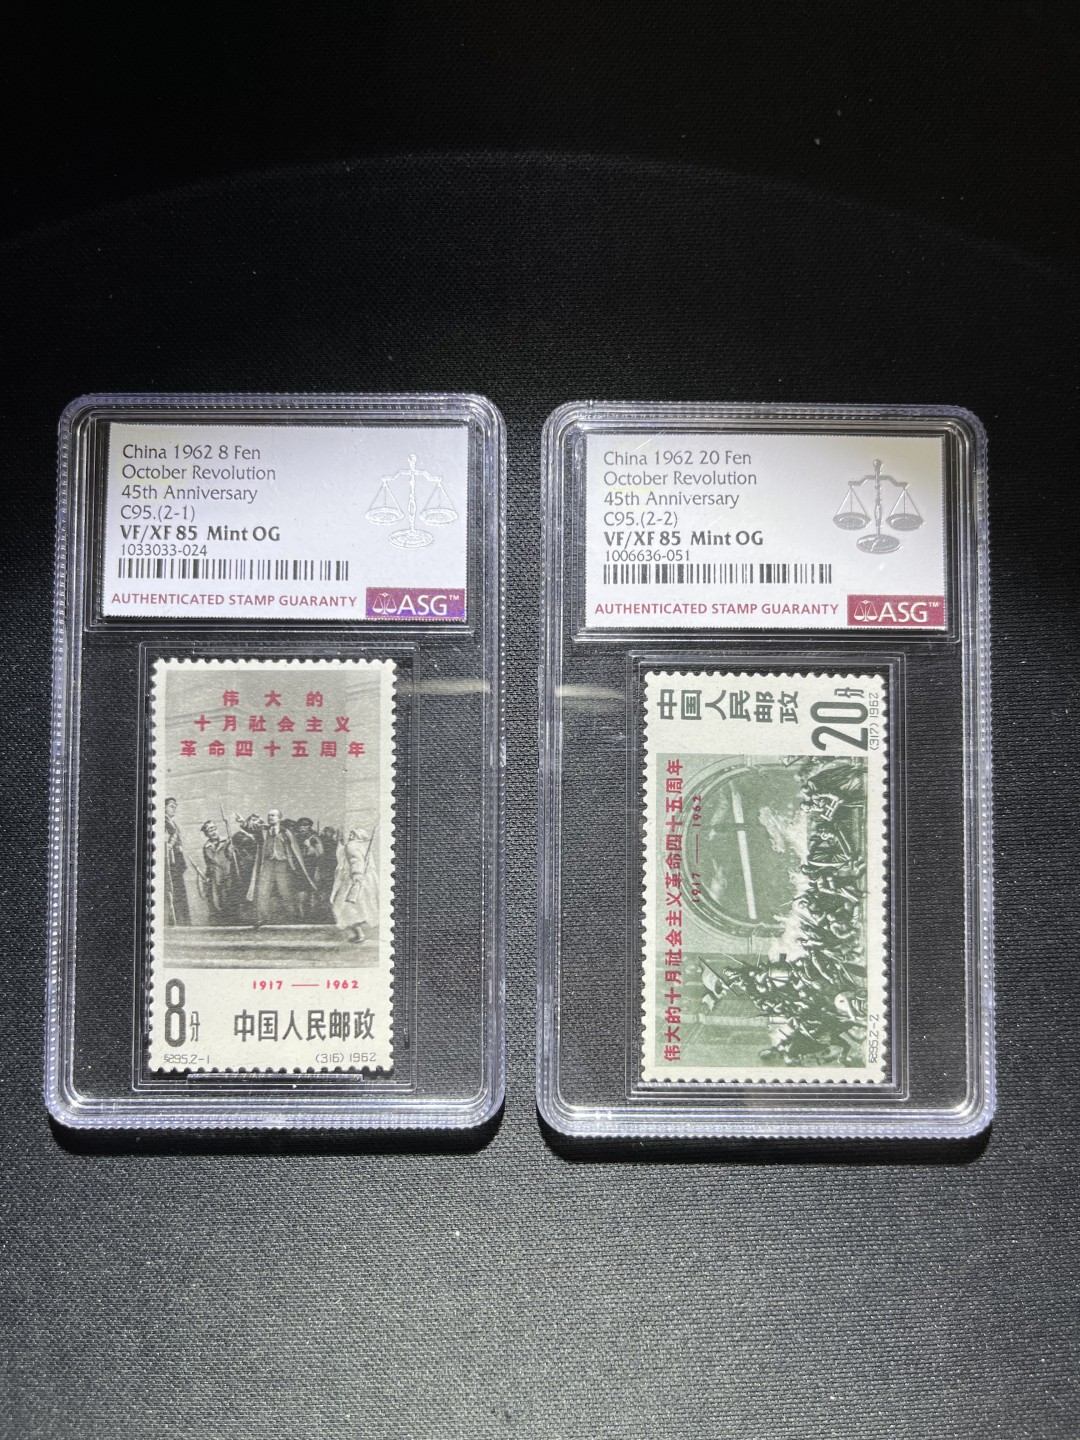 China 1962 8 Fen
October Revolution
45th Anniversary
C95.(2-1)
VF/XF 85 Mint OG
1033033-024
AUTHENTICATED STAMP GUARANTY
ASG™
伟大的
十月社会主义
革命四十五周年
1917 — 1962
8分 中国人民邮政
纪95.2-1 (316) 1962
China 1962 20 Fen
October Revolution
45th Anniversary
C95.(2-2)
VF/XF 85 Mint OG
1006636-051
AUTHENTICATED STAMP GUARANTY
ASG™
中国人民邮政
20分
(317) 1962
伟大的十月社会主义革命四十五周年
1917 — 1962
纪95.2-2